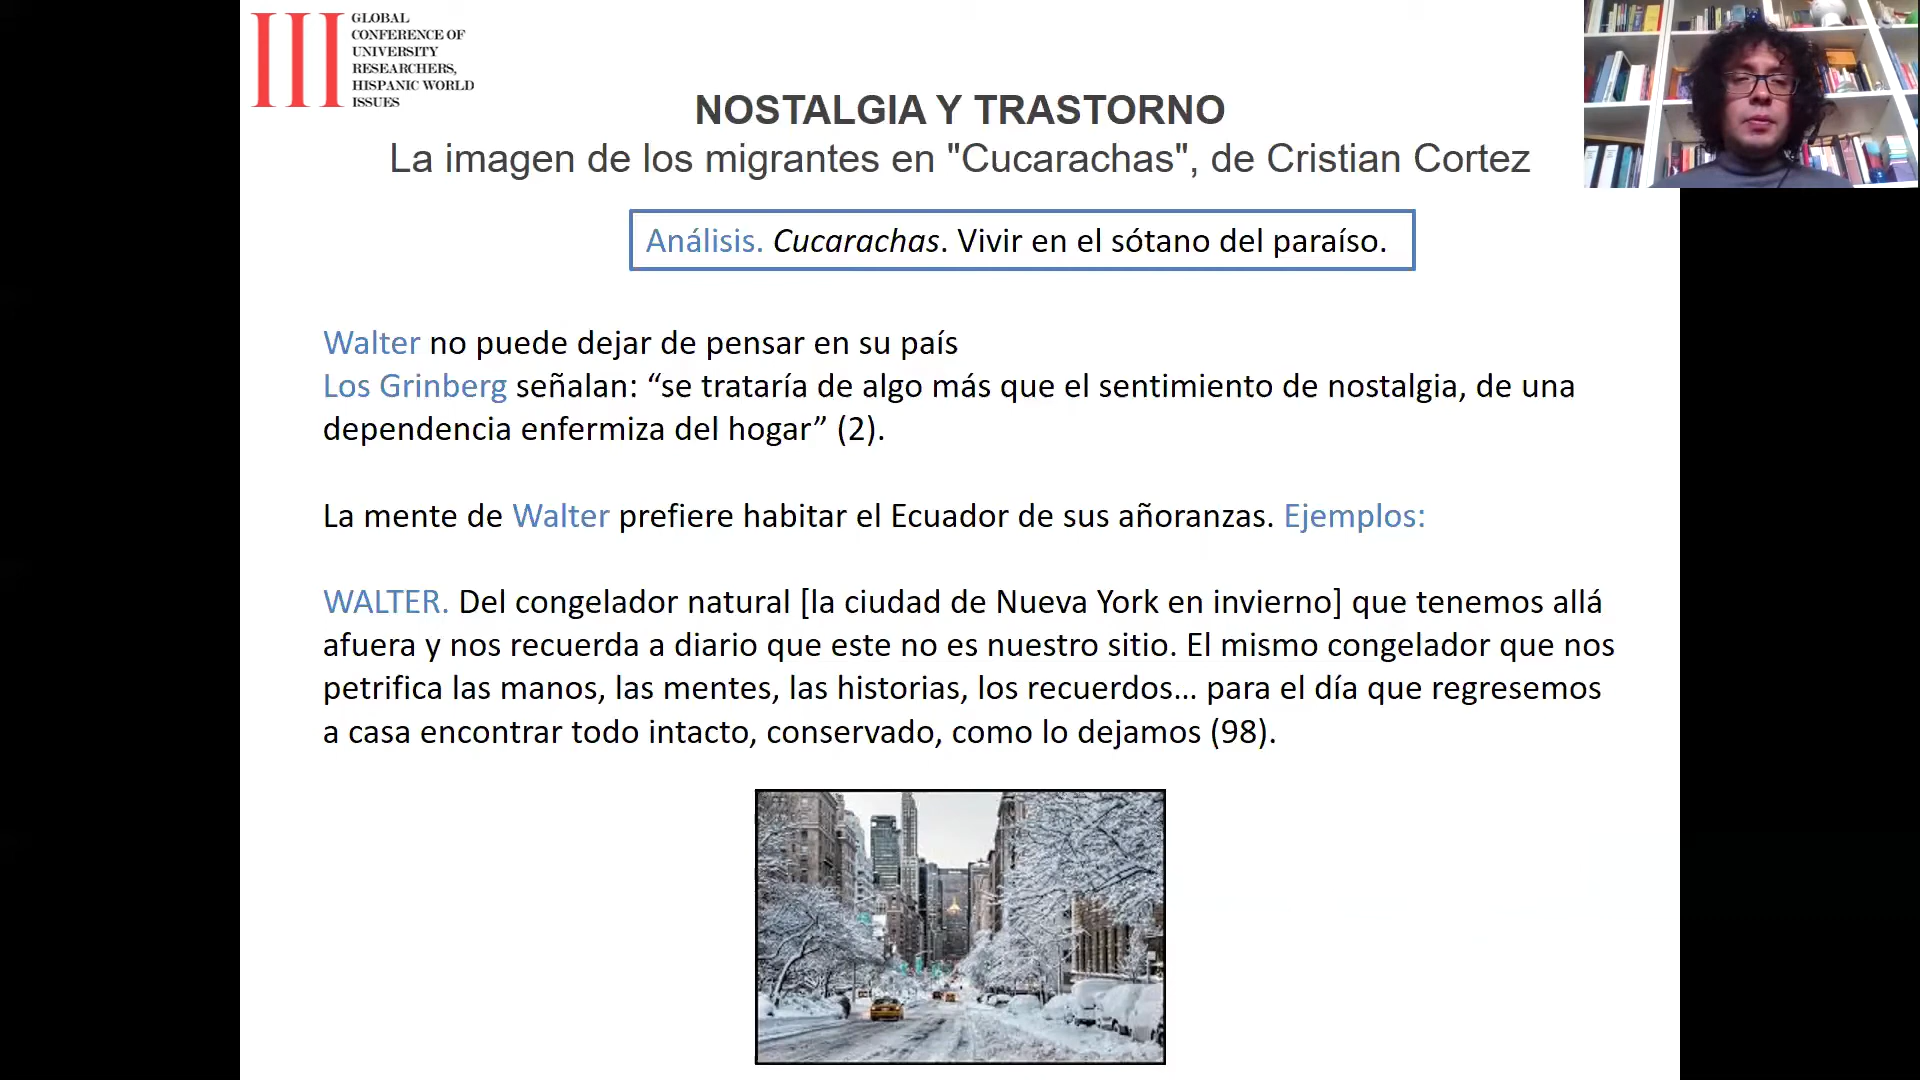 III
GLOBAL
CONFERENCE OF
UNIVERSITY
RESEARCHERS,
HISPANIC WORLD
ISSUES
NOSTALGIA Y TRASTORNO
La imagen de los migrantes en "Cucarachas", de Cristian Cortez
Análisis. Cucarachas. Vivir en el sótano del paraíso.
Walter no puede dejar de pensar en su país
Los Grinberg señalan: “se trataría de algo más que el sentimiento de nostalgia, de una
dependencia enfermiza del hogar” (2).
La mente de Walter prefiere habitar el Ecuador de sus añoranzas. Ejemplos:
WALTER. Del congelador natural [la ciudad de Nueva York en invierno] que tenemos allá
afuera y nos recuerda a diario que este no es nuestro sitio. El mismo congelador que nos
petrifica las manos, las mentes, las historias, los recuerdos... para el día que regresemos
a casa encontrar todo intacto, conservado, como lo dejamos (98).